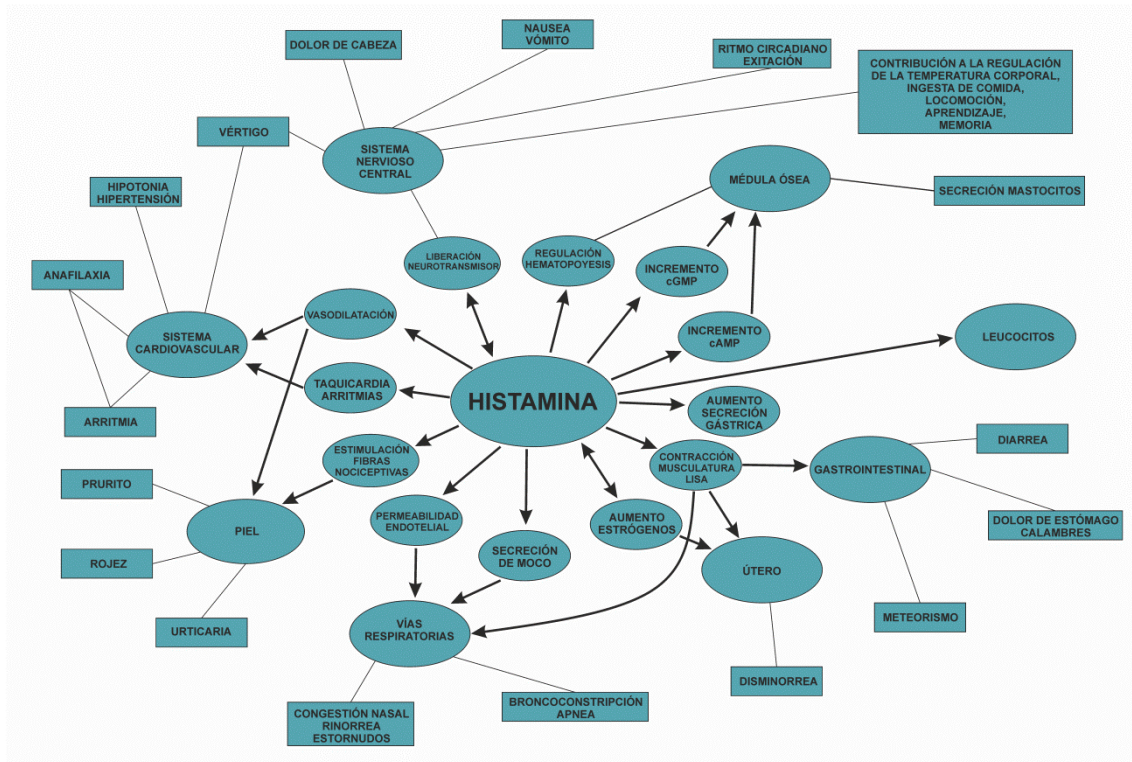 NAUSEA
VÓMITO
DOLOR DE CABEZA
RITMO CIRCADIANO
EXITACIÓN
CONTRIBUCIÓN A LA REGULACIÓN
DE LA TEMPERATURA CORPORAL,
INGESTA DE COMIDA,
LOCOMOCIÓN,
APRENDIZAJE,
MEMORIA
VÉRTIGO
SISTEMA
NERVIOSO
CENTRAL
MÉDULA ÓSEA
HIPOTONIA
HIPERTENSIÓN
SECRECIÓN MASTOCITOS
LIBERACIÓN
NEUROTRANSMISOR
REGULACIÓN
HEMATOPOYESIS
INCREMENTO
cGMP
ANAFILAXIA
VASODILATACIÓN
SISTEMA
CARDIOVASCULAR
INCREMENTO
cAMP
LEUCOCITOS
TAQUICARDIA
ARRITMIAS
HISTAMINA
AUMENTO
SECRECIÓN
GÁSTRICA
ARRITMIA
ESTIMULACIÓN
FIBRAS
NOCICEPTIVAS
CONTRACCIÓN
MUSCULATURA
LISA
GASTROINTESTINAL
DIARREA
PRURITO
PIEL
PERMEABILIDAD
ENDOTELIAL
AUMENTO
ESTRÓGENOS
DOLOR DE ESTÓMAGO
CALAMBRES
ROJEZ
SECRECIÓN
DE MOCO
ÚTERO
URTICARIA
VÍAS
RESPIRATORIAS
METEORISMO
DISMINORREA
BRONCOCONSTRIPCIÓN
APNEA
CONGESTIÓN NASAL
RINORREA
ESTORNUDOS